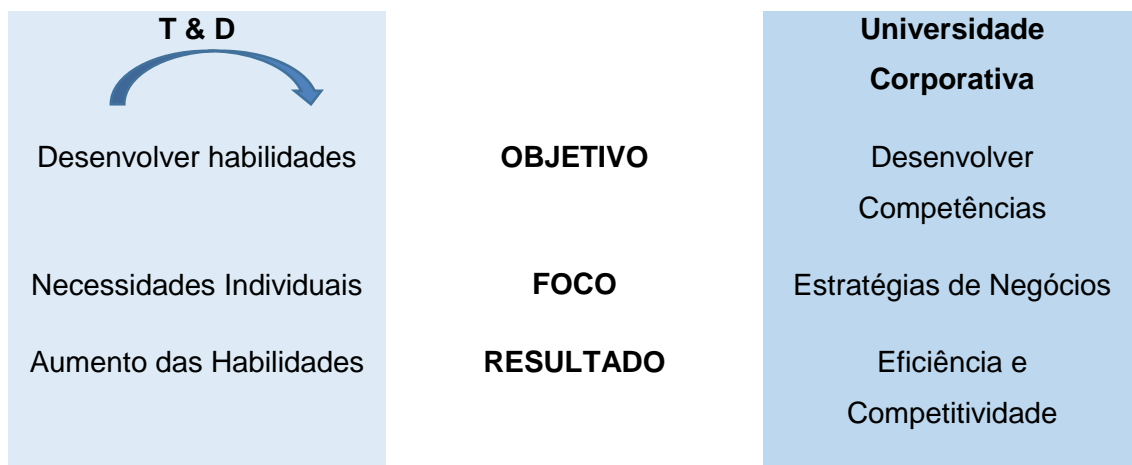 T & D
Universidade
Corporativa
Desenvolver habilidades
OBJETIVO
Desenvolver
Competências
Necessidades Individuais
FOCO
Estratégias de Negócios
Aumento das Habilidades
RESULTADO
Eficiência e
Competitividade